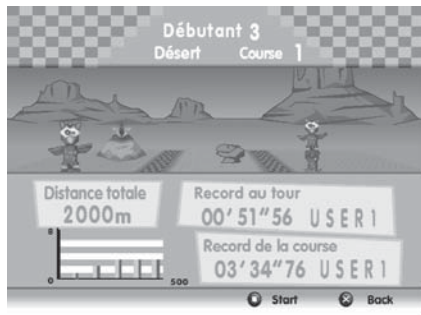 Débutant 3
Désert Course 1
Distance totale
2000m
Record au tour
00’51”56 USER1
Record de la course
03’34”76 USER1
8
0
500
Start Back